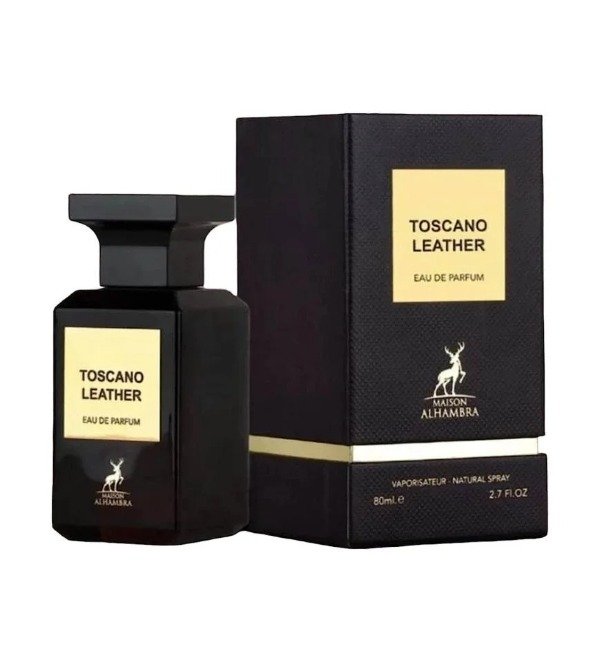 TOSCANO
LEATHER
EAU DE PARFUM
MAISON
ALHAMBRA
TOSCANO
LEATHER
EAU DE PARFUM
MAISON
ALHAMBRA
VAPORISATEUR · NATURAL SPRAY
80ml.e 2.7 Fl.OZ